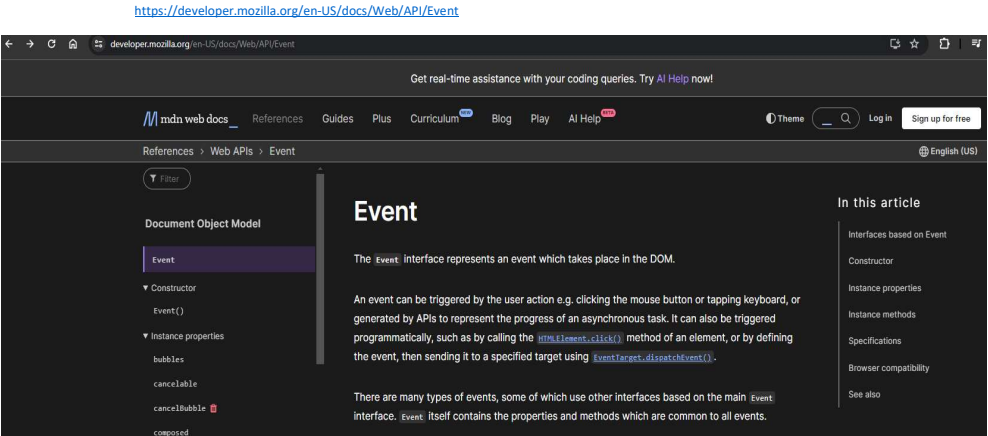 https://developer.mozilla.org/en-US/docs/Web/API/Event
developer.mozilla.org/en-US/docs/Web/API/Event
Get real-time assistance with your coding queries. Try AI Help now!
mdn web docs_ References Guides Plus Curriculum NEW Blog Play AI Help BETA Theme _ Log in Sign up for free
References > Web APIs > Event English (US)
Filter
Document Object Model
Event
▼ Constructor
Event()
▼ Instance properties
bubbles
cancelable
cancelBubble
composed
Event
The Event interface represents an event which takes place in the DOM.
An event can be triggered by the user action e.g. clicking the mouse button or tapping keyboard, or
generated by APIs to represent the progress of an asynchronous task. It can also be triggered
programmatically, such as by calling the HTMLElement.click() method of an element, or by defining
the event, then sending it to a specified target using EventTarget.dispatchEvent().
There are many types of events, some of which use other interfaces based on the main Event
interface. Event itself contains the properties and methods which are common to all events.
In this article
Interfaces based on Event
Constructor
Instance properties
Instance methods
Specifications
Browser compatibility
See also